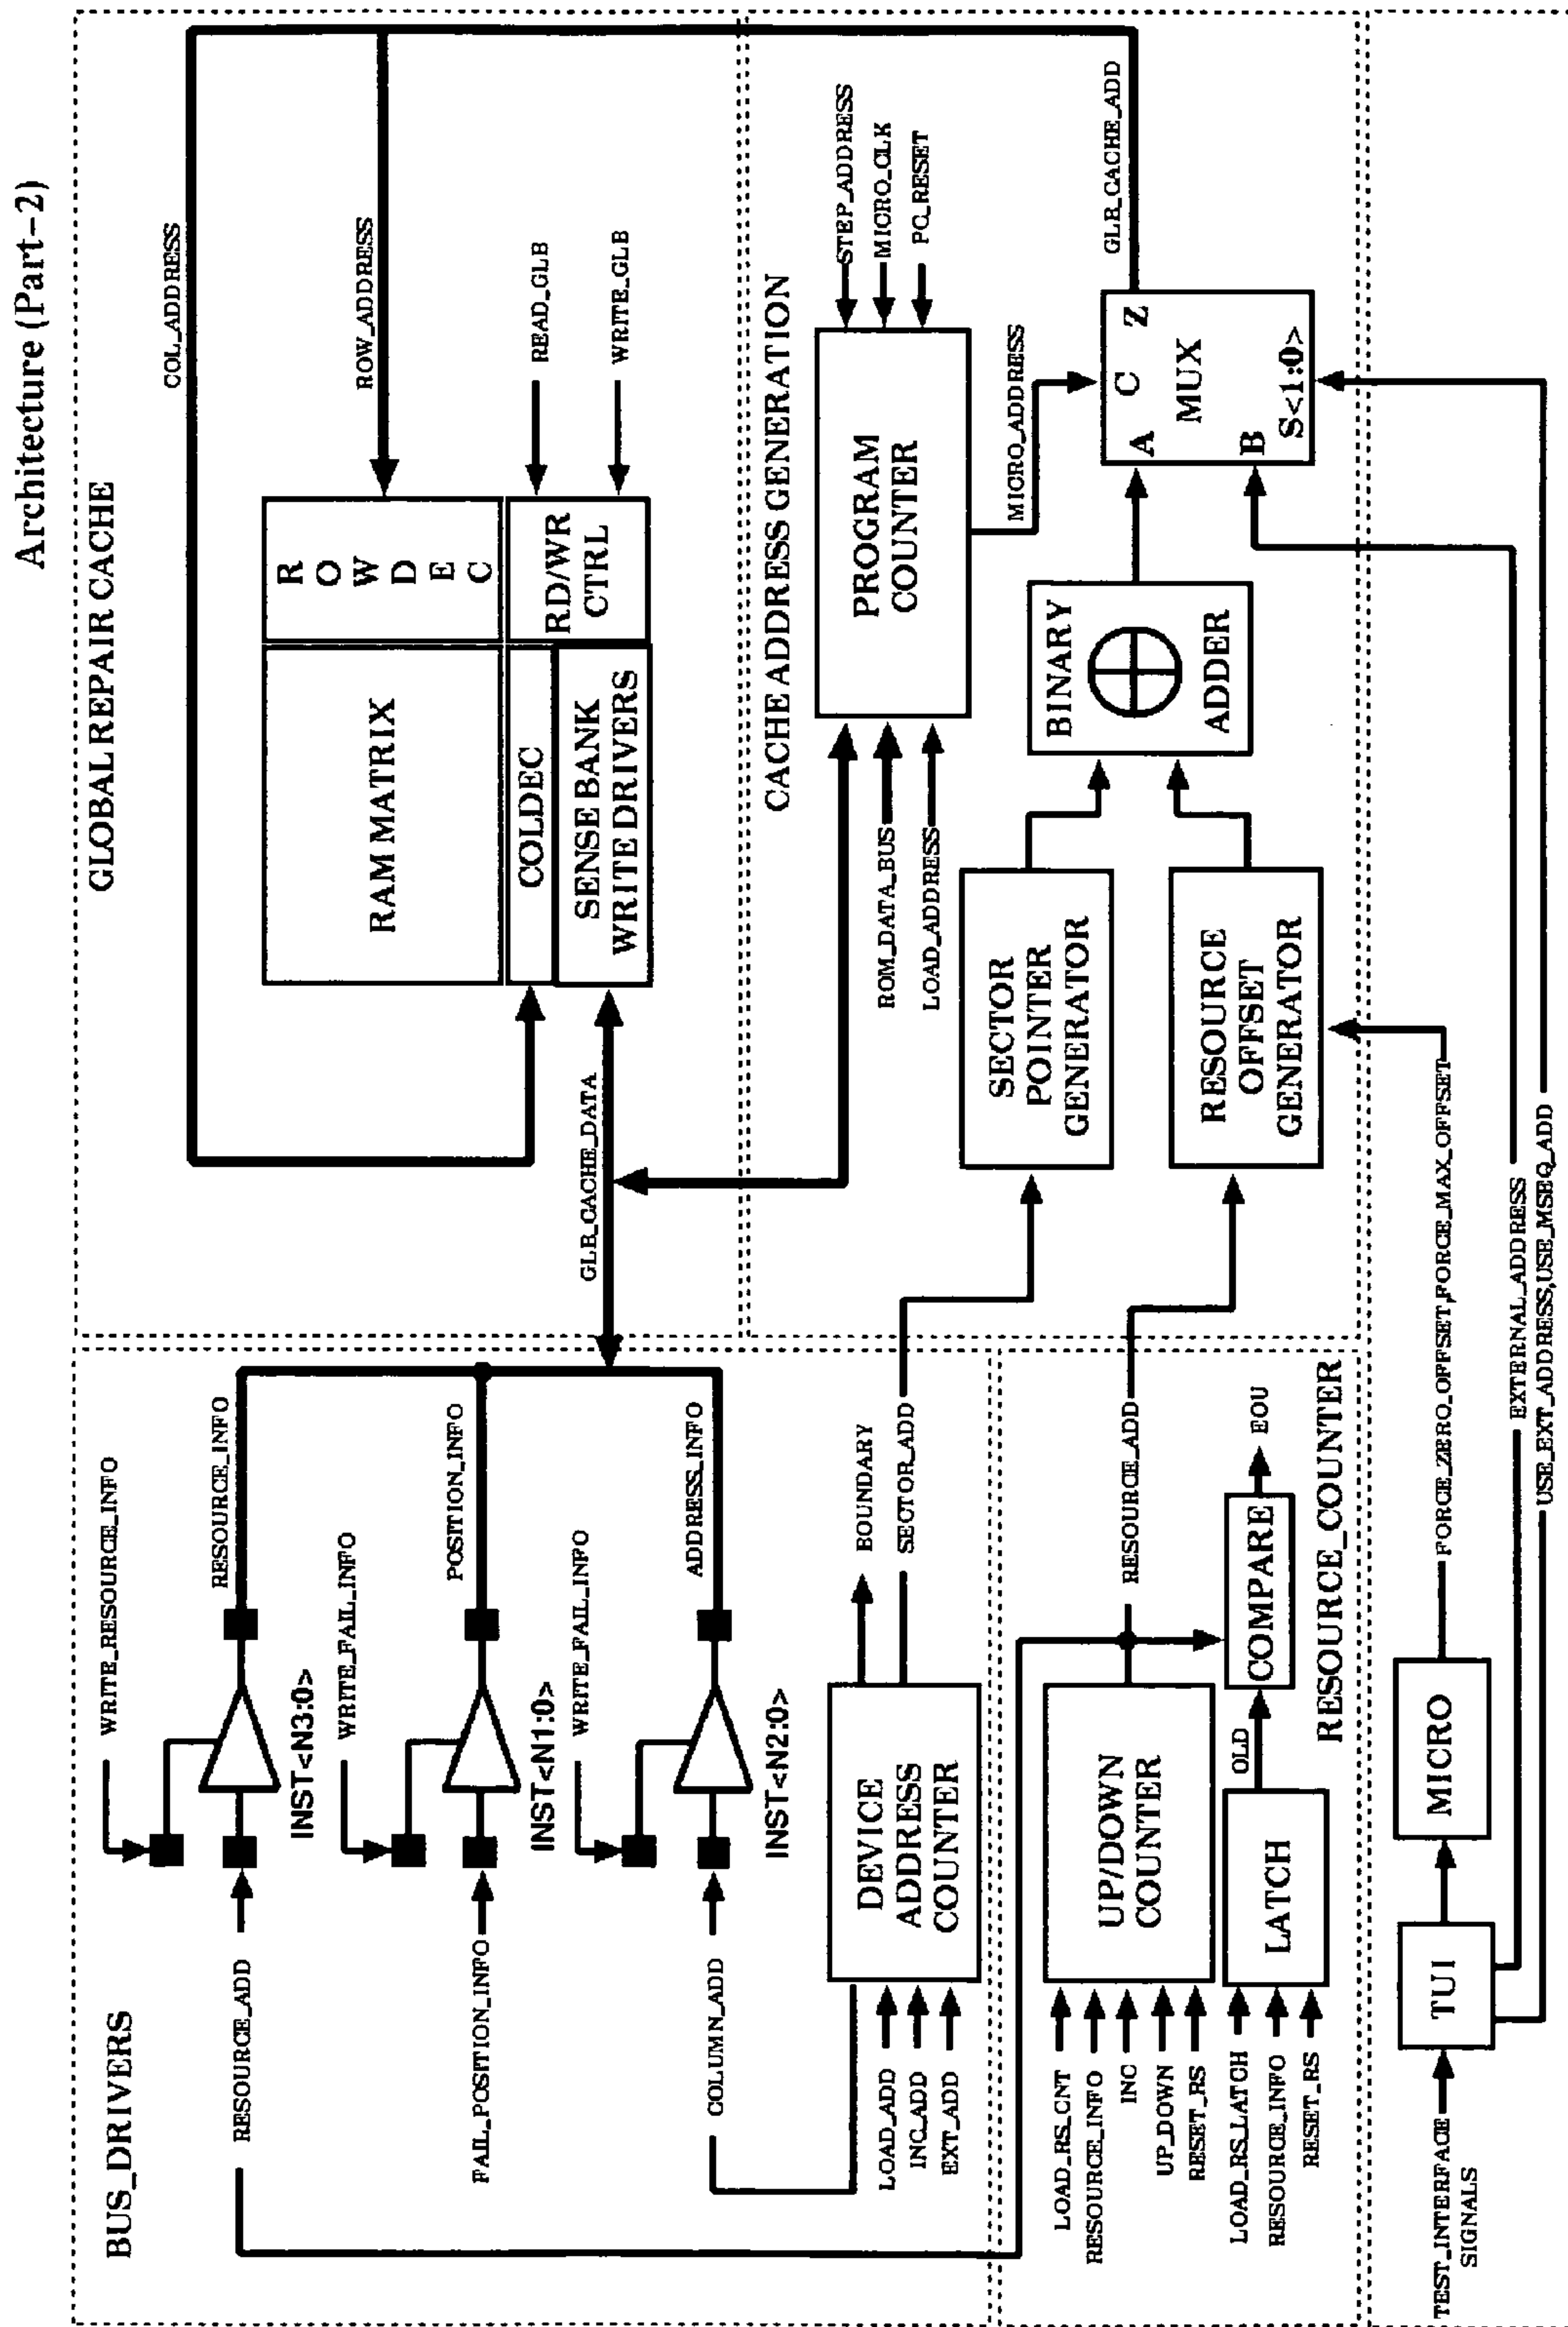 Architecture (Part-2)
BUS_DRIVERS
WRITE_RESOURCE_INFO
RESOURCE_ADD
RESOURCE_INFO
INST<N3:0>
WRITE_FAIL_INFO
FAIL_POSITION_INFO
POSITION_INFO
INST<N1:0>
WRITE_FAIL_INFO
COLUMN_ADD
ADDRESS_INFO
INST<N2:0>
LOAD_ADD
INC_ADD
EXT_ADD
DEVICE
ADDRESS
COUNTER
BOUNDARY
SECTOR_ADD
GLOBAL REPAIR CACHE
COL_ADDRESS
ROW_ADDRESS
RAM MATRIX
R
O
W
D
E
C
COLDEC
SENSE BANK
WRITE DRIVERS
RD/WR
CTRL
READ_GLB
WRITE_GLB
GLB_CACHE_DATA
CACHE ADDRESS GENERATION
ROM_DATA_BUS
LOAD_ADDRESS
PROGRAM
COUNTER
STEP_ADDRESS
MICRO_CLK
PC_RESET
MICRO_ADDRESS
SECTOR
POINTER
GENERATOR
RESOURCE
OFFSET
GENERATOR
BINARY
ADDER
A
B
C
Z
MUX
S<1:0>
GLB_CACHE_ADD
LOAD_RS_CNT
RESOURCE_INFO
INC
UP_DOWN
RESET_RS
UP/DOWN
COUNTER
RESOURCE_ADD
LOAD_RS_LATCH
RESOURCE_INFO
RESET_RS
LATCH
OLD
COMPARE
EOU
RESOURCE_COUNTER
TEST_INTERFACE
SIGNALS
TUI
MICRO
FORCE_ZERO_OFFSET,FORCE_MAX_OFFSET
EXTERNAL_ADDRESS
USE_EXT_ADDRESS,USE_MSEQ_ADD